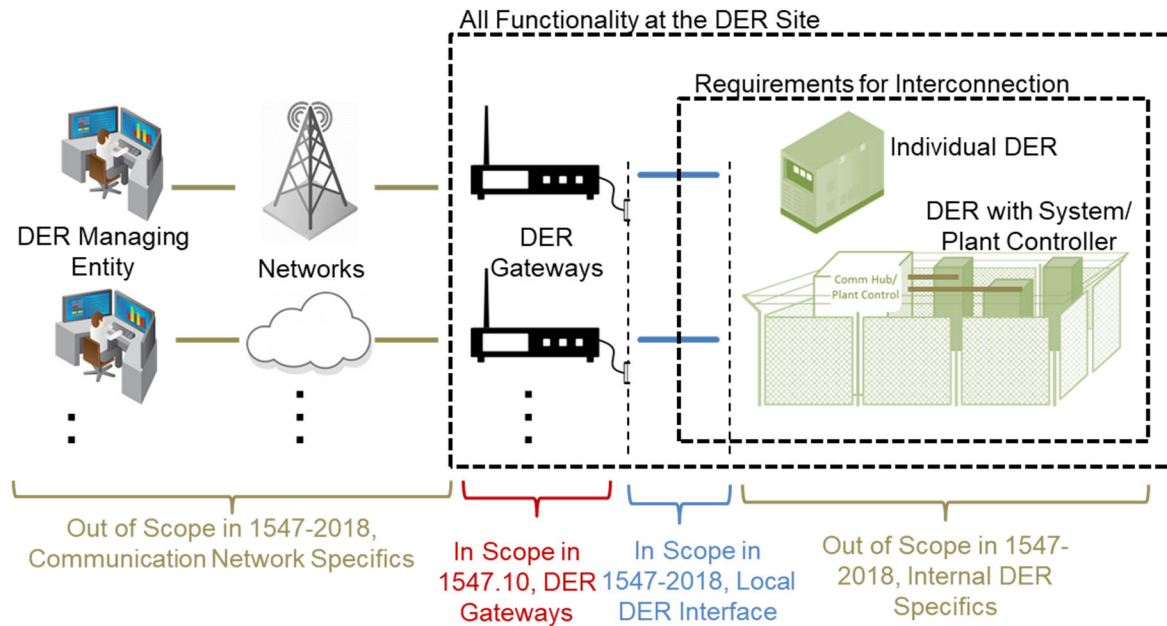 All Functionality at the DER Site
Requirements for Interconnection
Individual DER
DER with System/
Plant Controller
DER Managing
Entity
Networks
DER
Gateways
Comm Hub/
Plant Control
Out of Scope in 1547-2018,
Communication Network Specifics
In Scope in
1547.10, DER
Gateways
In Scope in
1547-2018, Local
DER Interface
Out of Scope in 1547-
2018, Internal DER
Specifics